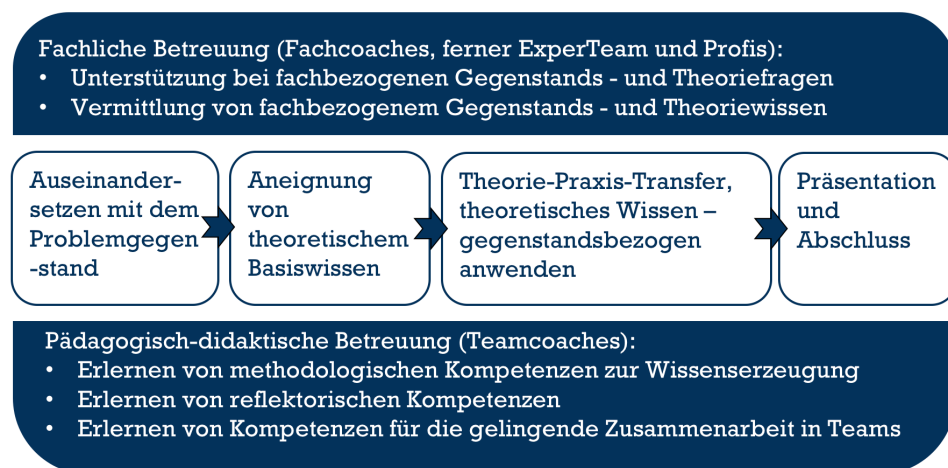 Fachliche Betreuung (Fachcoaches, ferner ExperTeam und Profis):
• Unterstützung bei fachbezogenen Gegenstands - und Theoriefragen
• Vermittlung von fachbezogenem Gegenstands - und Theoriewissen
Auseinander-
setzen mit dem
Problemgegen
-stand
Aneignung
von
theoretischem
Basiswissen
Theorie-Praxis-Transfer,
theoretisches Wissen –
gegenstandsbezogen
anwenden
Präsentation
und
Abschluss
Pädagogisch-didaktische Betreuung (Teamcoaches):
• Erlernen von methodologischen Kompetenzen zur Wissenserzeugung
• Erlernen von reflektorischen Kompetenzen
• Erlernen von Kompetenzen für die gelingende Zusammenarbeit in Teams